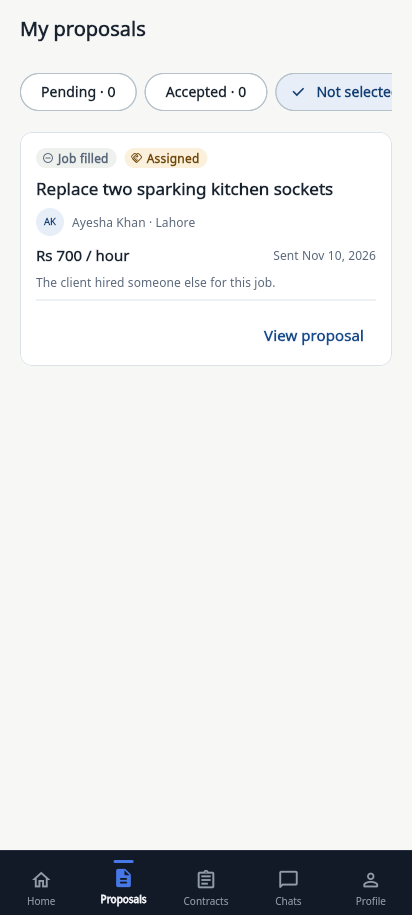 My proposals
Pending · 0 Accepted · 0 Not selecte
Job filled Assigned
Replace two sparking kitchen sockets
AK Ayesha Khan · Lahore
Rs 700 / hour Sent Nov 10, 2026
The client hired someone else for this job.
View proposal
Home Proposals Contracts Chats Profile